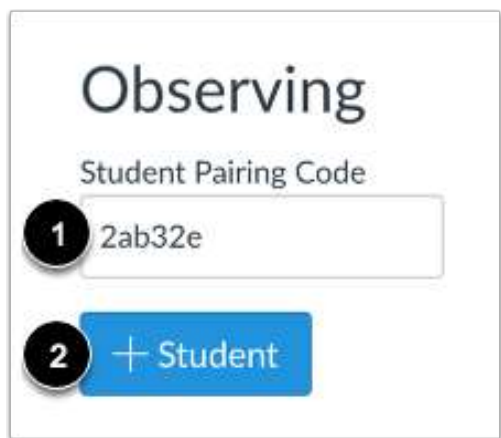 Observing
Student Pairing Code
1 2ab32e
2 + Student